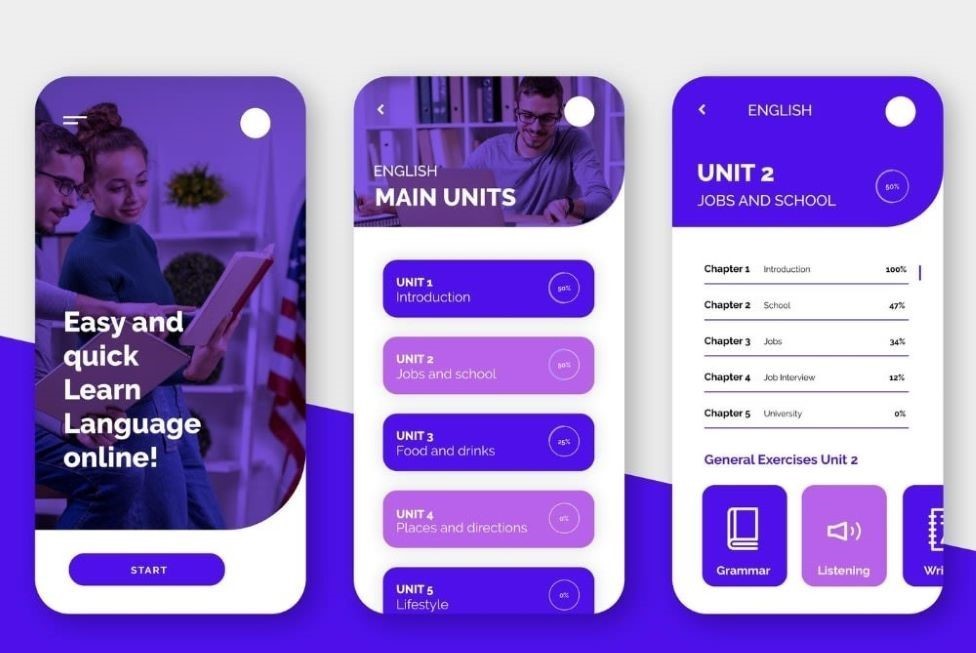 Easy and
quick
Learn
Language
online!
START
ENGLISH
MAIN UNITS
UNIT 1
Introduction
50%
UNIT 2
Jobs and school
50%
UNIT 3
Food and drinks
25%
UNIT 4
Places and directions
0%
UNIT 5
Lifestyle
0%
ENGLISH
UNIT 2
JOBS AND SCHOOL
50%
Chapter 1 Introduction 100%
Chapter 2 School 47%
Chapter 3 Jobs 34%
Chapter 4 Job Interview 12%
Chapter 5 University 0%
General Exercises Unit 2
Grammar
Listening
Wri